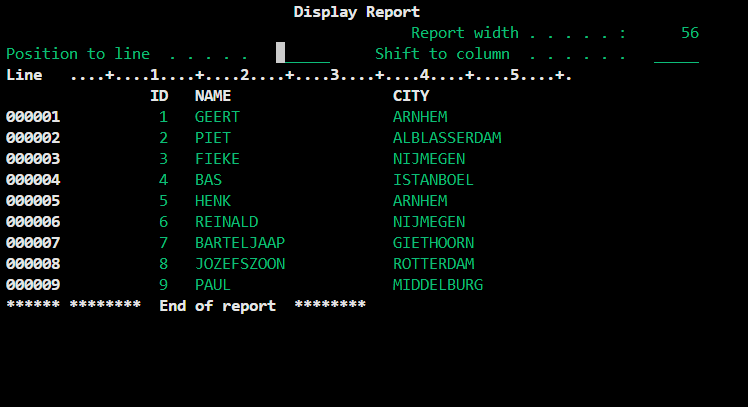 Display Report
Report width . . . . . :      56
Position to line  . . . . .   _____     Shift to column  . . . . . .   _____
Line   ....+....1....+....2....+....3....+....4....+....5....+.
ID   NAME                  CITY
000001           1   GEERT                 ARNHEM
000002           2   PIET                  ALBLASSERDAM
000003           3   FIEKE                 NIJMEGEN
000004           4   BAS                   ISTANBOEL
000005           5   HENK                  ARNHEM
000006           6   REINALD               NIJMEGEN
000007           7   BARTELJAAP            GIETHOORN
000008           8   JOZEFSZOON            ROTTERDAM
000009           9   PAUL                  MIDDELBURG
****** ********  End of report  ********